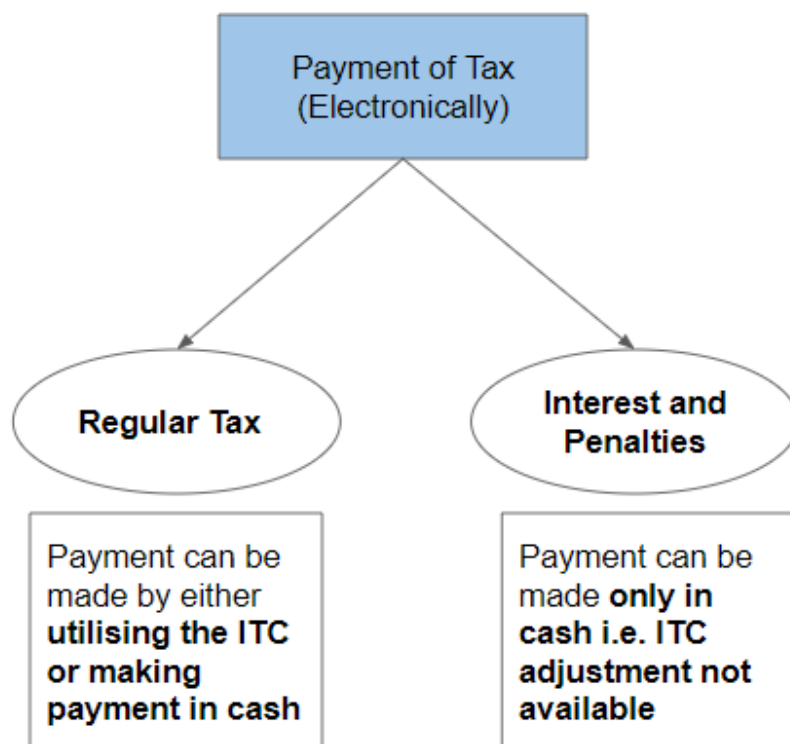 Payment of Tax
(Electronically)
Regular Tax
Interest and
Penalties
Payment can be
made by either
utilising the ITC
or making
payment in cash
Payment can be
made only in
cash i.e. ITC
adjustment not
available